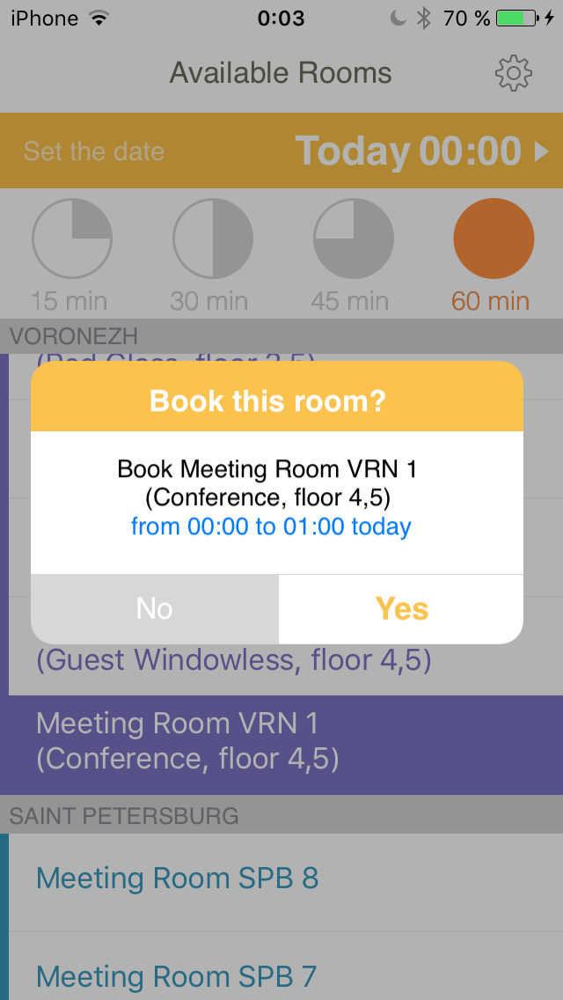 iPhone 0:03 70 %
Available Rooms
Set the date Today 00:00
15 min 30 min 45 min 60 min
VORONEZH
(Red Glass, floor 3,5)
Book this room?
Book Meeting Room VRN 1
(Conference, floor 4,5)
from 00:00 to 01:00 today
No Yes
(Guest Windowless, floor 4,5)
Meeting Room VRN 1
(Conference, floor 4,5)
SAINT PETERSBURG
Meeting Room SPB 8
Meeting Room SPB 7